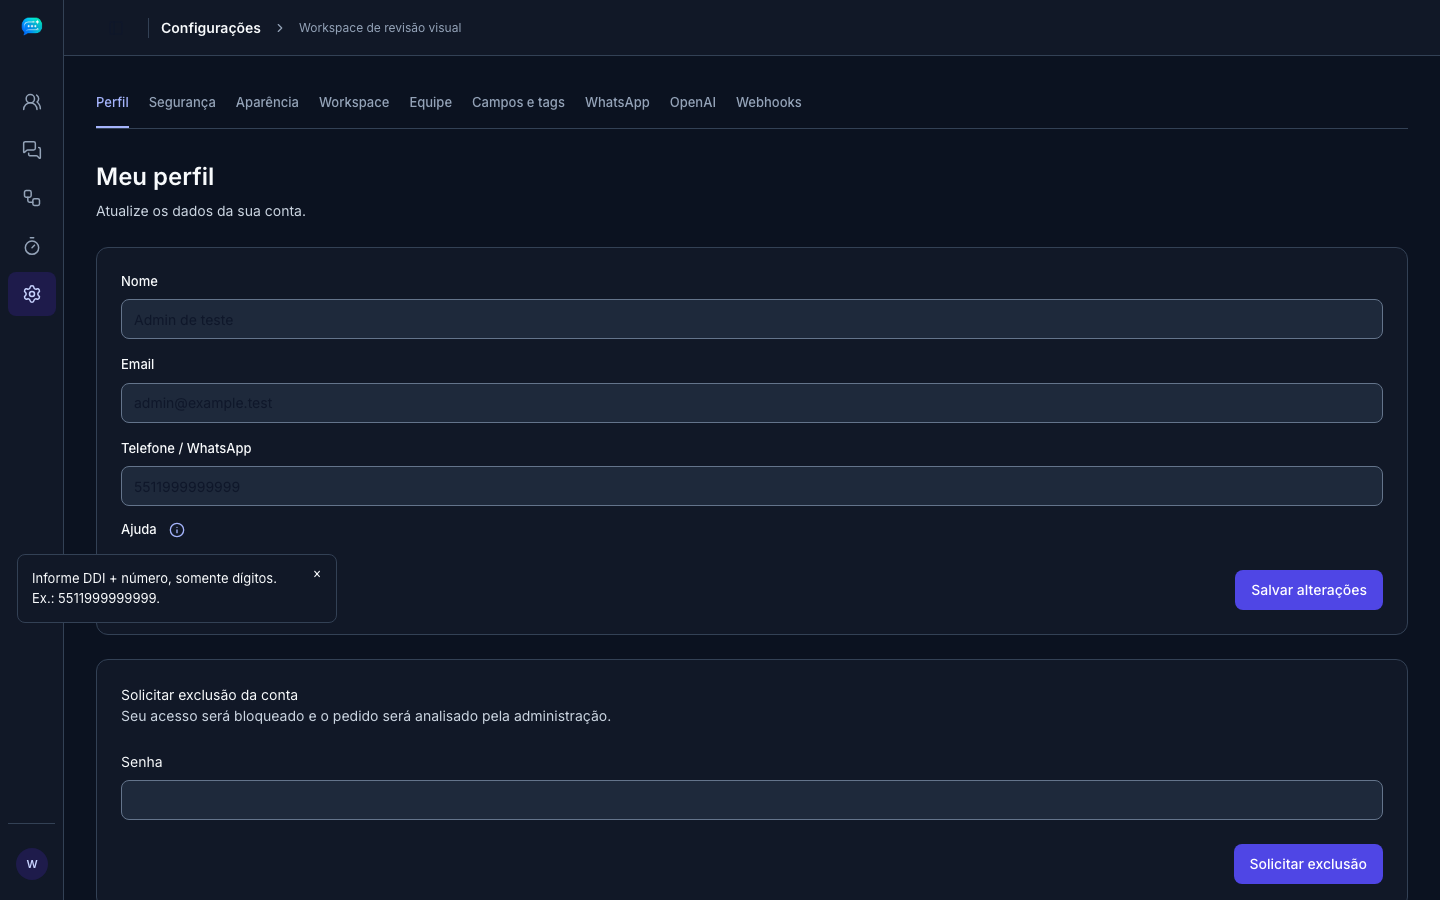 Configurações > Workspace de revisão visual
Perfil Segurança Aparência Workspace Equipe Campos e tags WhatsApp OpenAI Webhooks
Meu perfil
Atualize os dados da sua conta.
Nome
Admin de teste
Email
admin@example.test
Telefone / WhatsApp
5511999999999
Ajuda
Informe DDI + número, somente dígitos. ×
Ex.: 5511999999999.
Salvar alterações
Solicitar exclusão da conta
Seu acesso será bloqueado e o pedido será analisado pela administração.
Senha
Solicitar exclusão
W